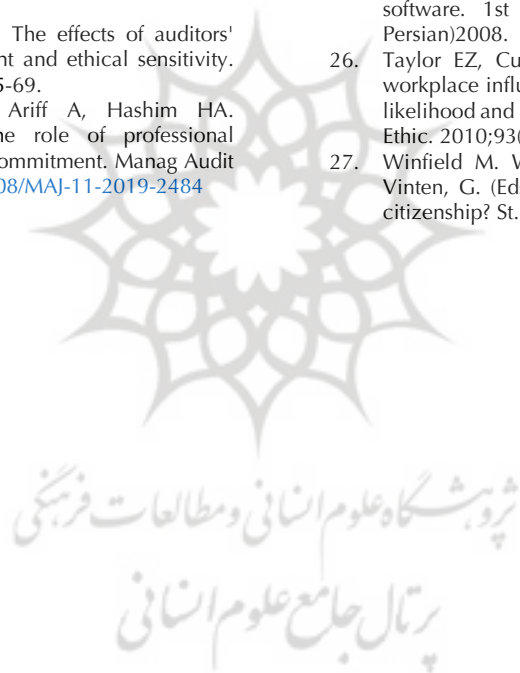 The effects of auditors'
nt and ethical sensitivity.
5-69.
Ariff A, Hashim HA.
he role of professional
ommitment. Manag Audit
08/MAJ-11-2019-2484
software. 1st
Persian)2008.
26. Taylor EZ, Cu
workplace influ
likelihood and
Ethic. 2010;93(
27. Winfield M. W
Vinten, G. (Ed
citizenship? St.
پژوهشگاه علوم انسانی و مطالعات فرهنگی
پرتال جامع علوم انسانی